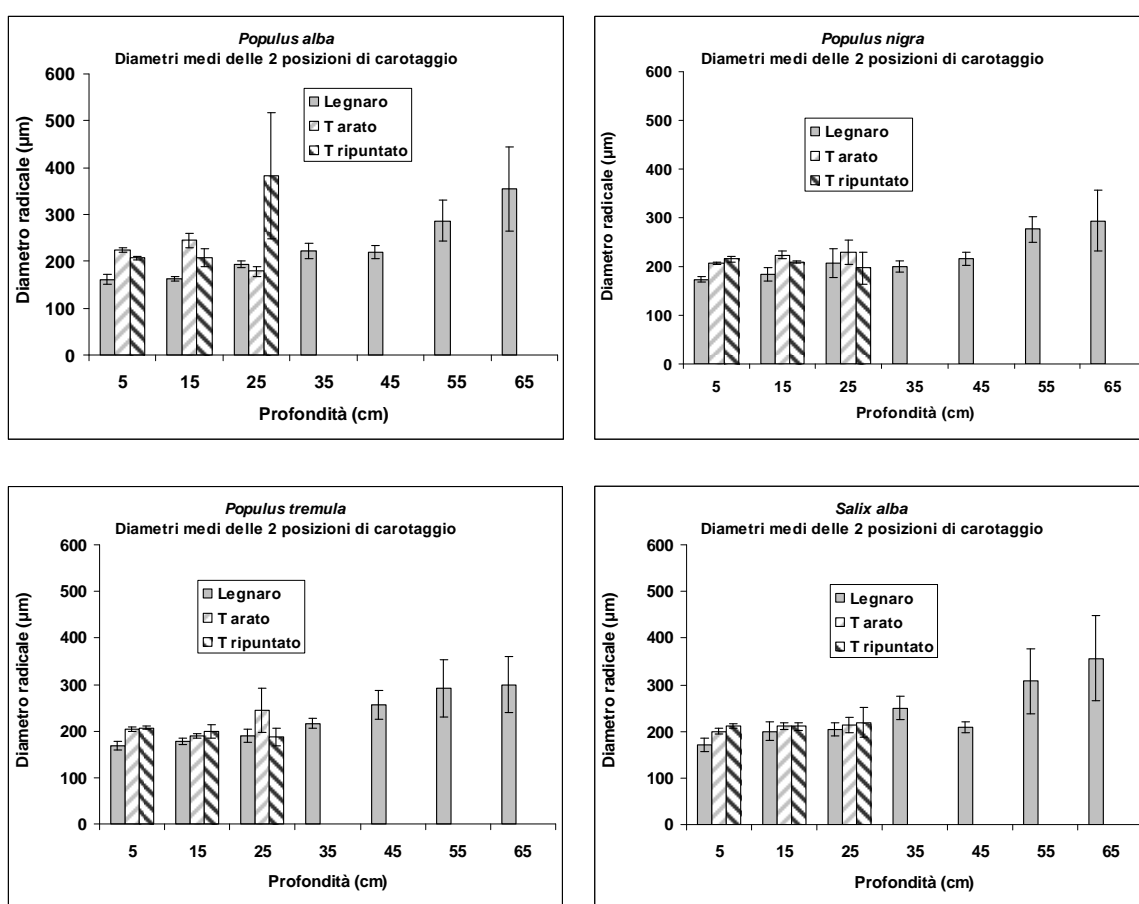 Populus alba
Diametri medi delle 2 posizioni di carotaggio
600
500
400
300
200
100
0
Diametro radicale (µm)
Legnaro
T arato
T ripuntato
5 15 25 35 45 55 65
Profondità (cm)
Populus nigra
Diametri medi delle 2 posizioni di carotaggio
600
500
400
300
200
100
0
Diametro radicale (µm)
Legnaro
T arato
T ripuntato
5 15 25 35 45 55 65
Profondità (cm)
Populus tremula
Diametri medi delle 2 posizioni di carotaggio
600
500
400
300
200
100
0
Diametro radicale (µm)
Legnaro
T arato
T ripuntato
5 15 25 35 45 55 65
Profondità (cm)
Salix alba
Diametri medi delle 2 posizioni di carotaggio
600
500
400
300
200
100
0
Diametro radicale (µm)
Legnaro
T arato
T ripuntato
5 15 25 35 45 55 65
Profondità (cm)